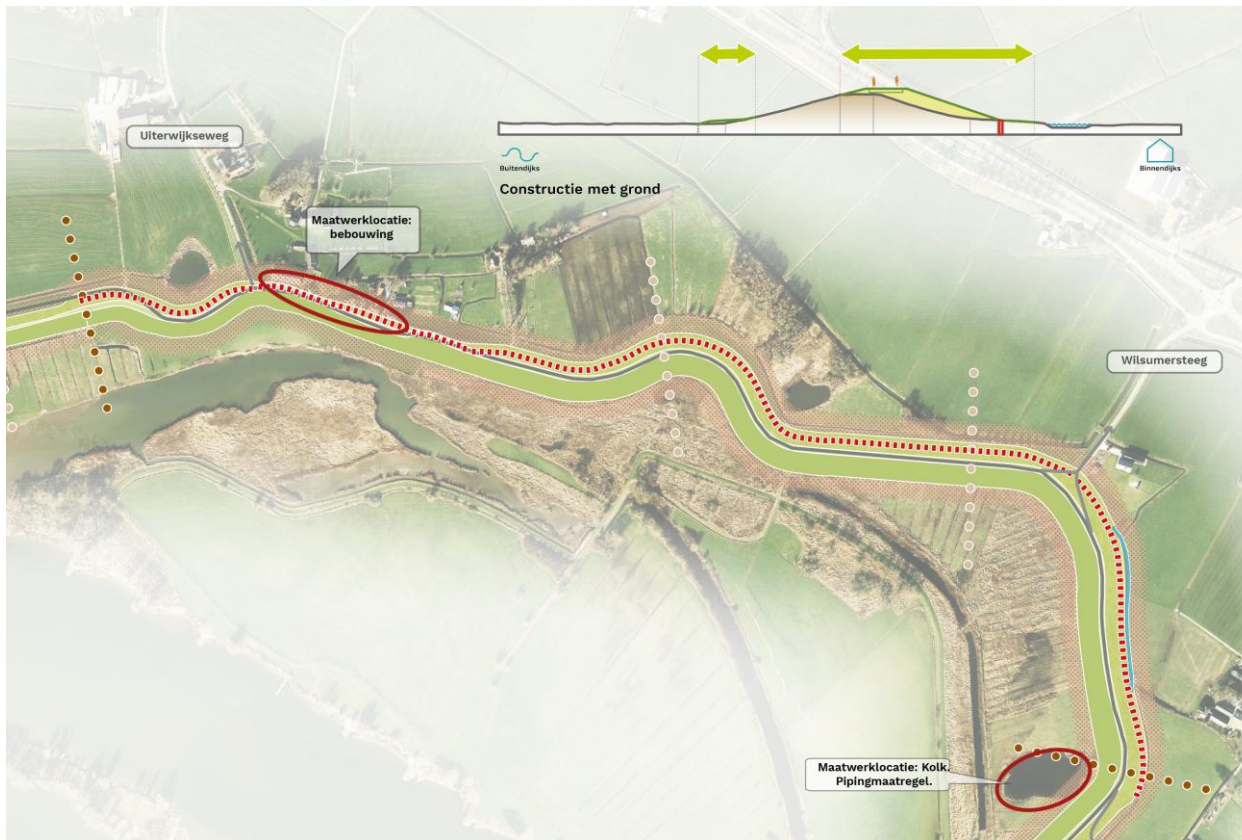 Uiterwijkseweg
Buitendijks
Binnendijks
Constructie met grond
Maatwerklocatie:
bebouwing
Wilsumersteeg
Maatwerklocatie: Kolk.
Pipingmaatregel.